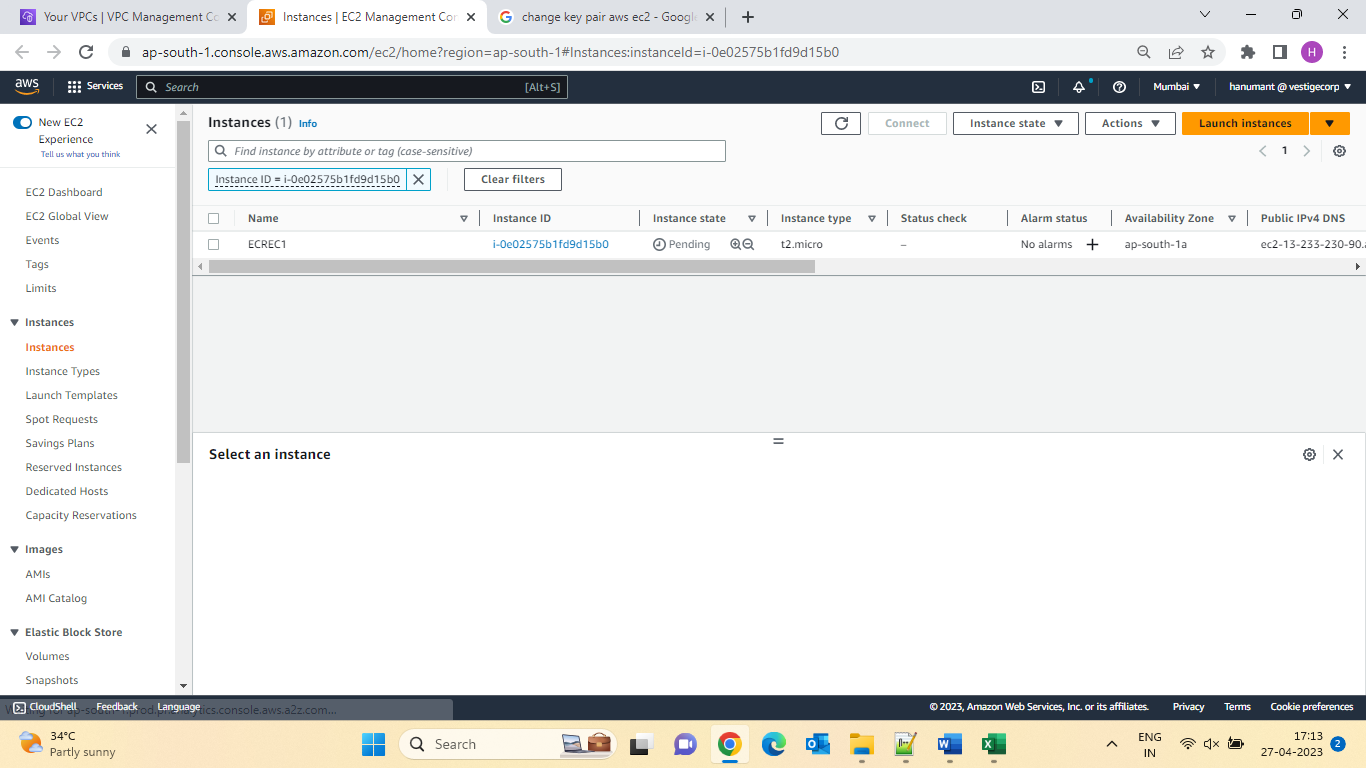 Your VPCs | VPC Management Co
Instances | EC2 Management Con
change key pair aws ec2 - Google
ap-south-1.console.aws.amazon.com/ec2/home?region=ap-south-1#Instances:instanceId=i-0e02575b1fd9d15b0
H
aws
Services
Search
[Alt+S]
Mumbai
hanumant @ vestigecorp
New EC2
Experience
Tell us what you think
EC2 Dashboard
EC2 Global View
Events
Tags
Limits
Instances
Instances
Instance Types
Launch Templates
Spot Requests
Savings Plans
Reserved Instances
Dedicated Hosts
Capacity Reservations
Images
AMIs
AMI Catalog
Elastic Block Store
Volumes
Snapshots
Instances (1) Info
Connect
Instance state
Actions
Launch instances
Find instance by attribute or tag (case-sensitive)
1
Instance ID = i-0e02575b1fd9d15b0
Clear filters
Name Instance ID Instance state Instance type Status check Alarm status Availability Zone Public IPv4 DNS
ECREC1 i-0e02575b1fd9d15b0 Pending t2.micro – No alarms ap-south-1a ec2-13-233-230-90.a
Select an instance
CloudShell Feedback Language
© 2023, Amazon Web Services, Inc. or its affiliates. Privacy Terms Cookie preferences
34°C
Partly sunny
Search
ENG
IN
17:13
27-04-2023
2